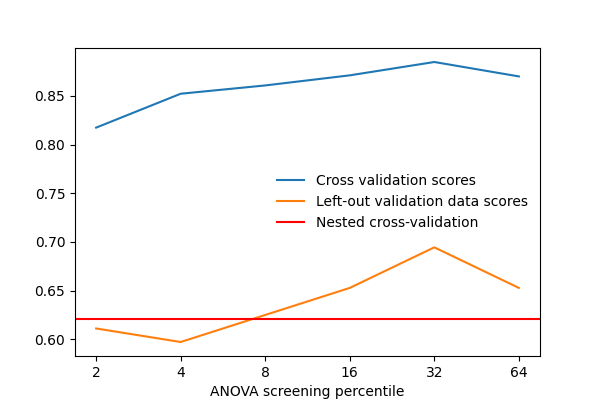 0.85
0.80
0.75
0.70
0.65
0.60
Cross validation scores
Left-out validation data scores
Nested cross-validation
2 4 8 16 32 64
ANOVA screening percentile